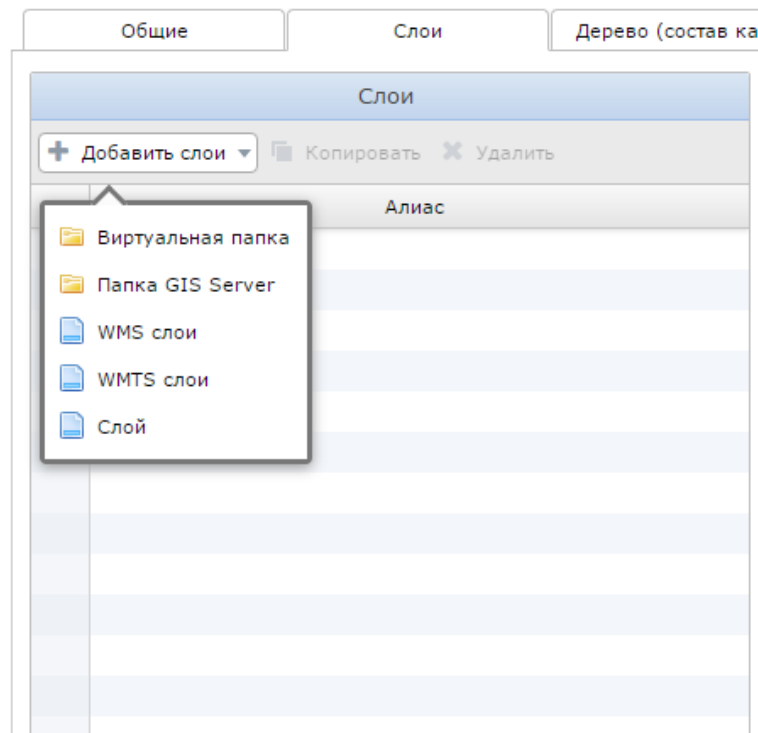 Общие
Слои
Дерево (состав ка
Слои
Добавить слои
Копировать
Удалить
Алиас
Виртуальная папка
Папка GIS Server
WMS слои
WMTS слои
Слой